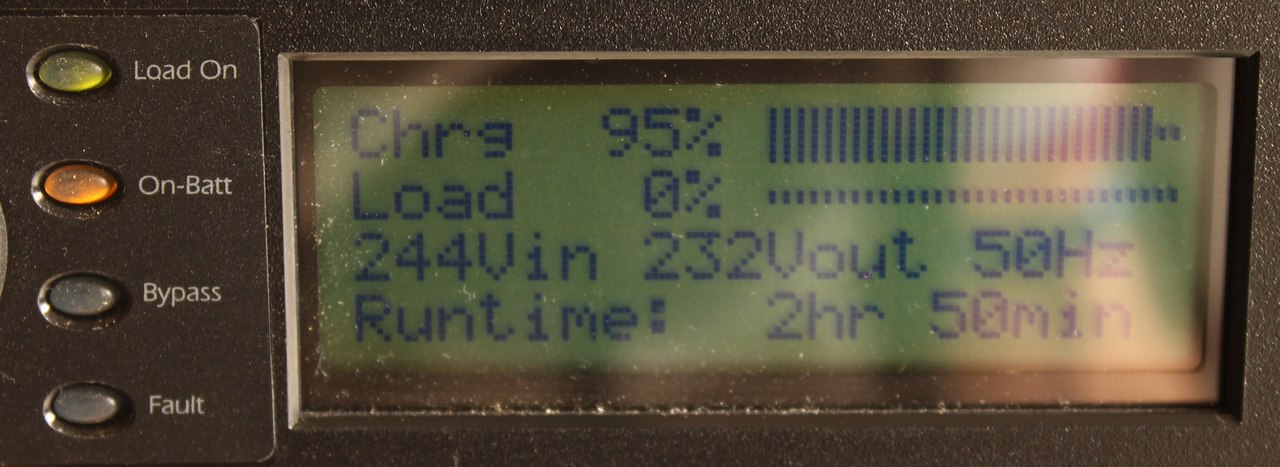 Load On
On-Batt
Bypass
Fault
Chrg 95%
Load 0%
244Vin 232Vout 50Hz
Runtime: 2hr 50min